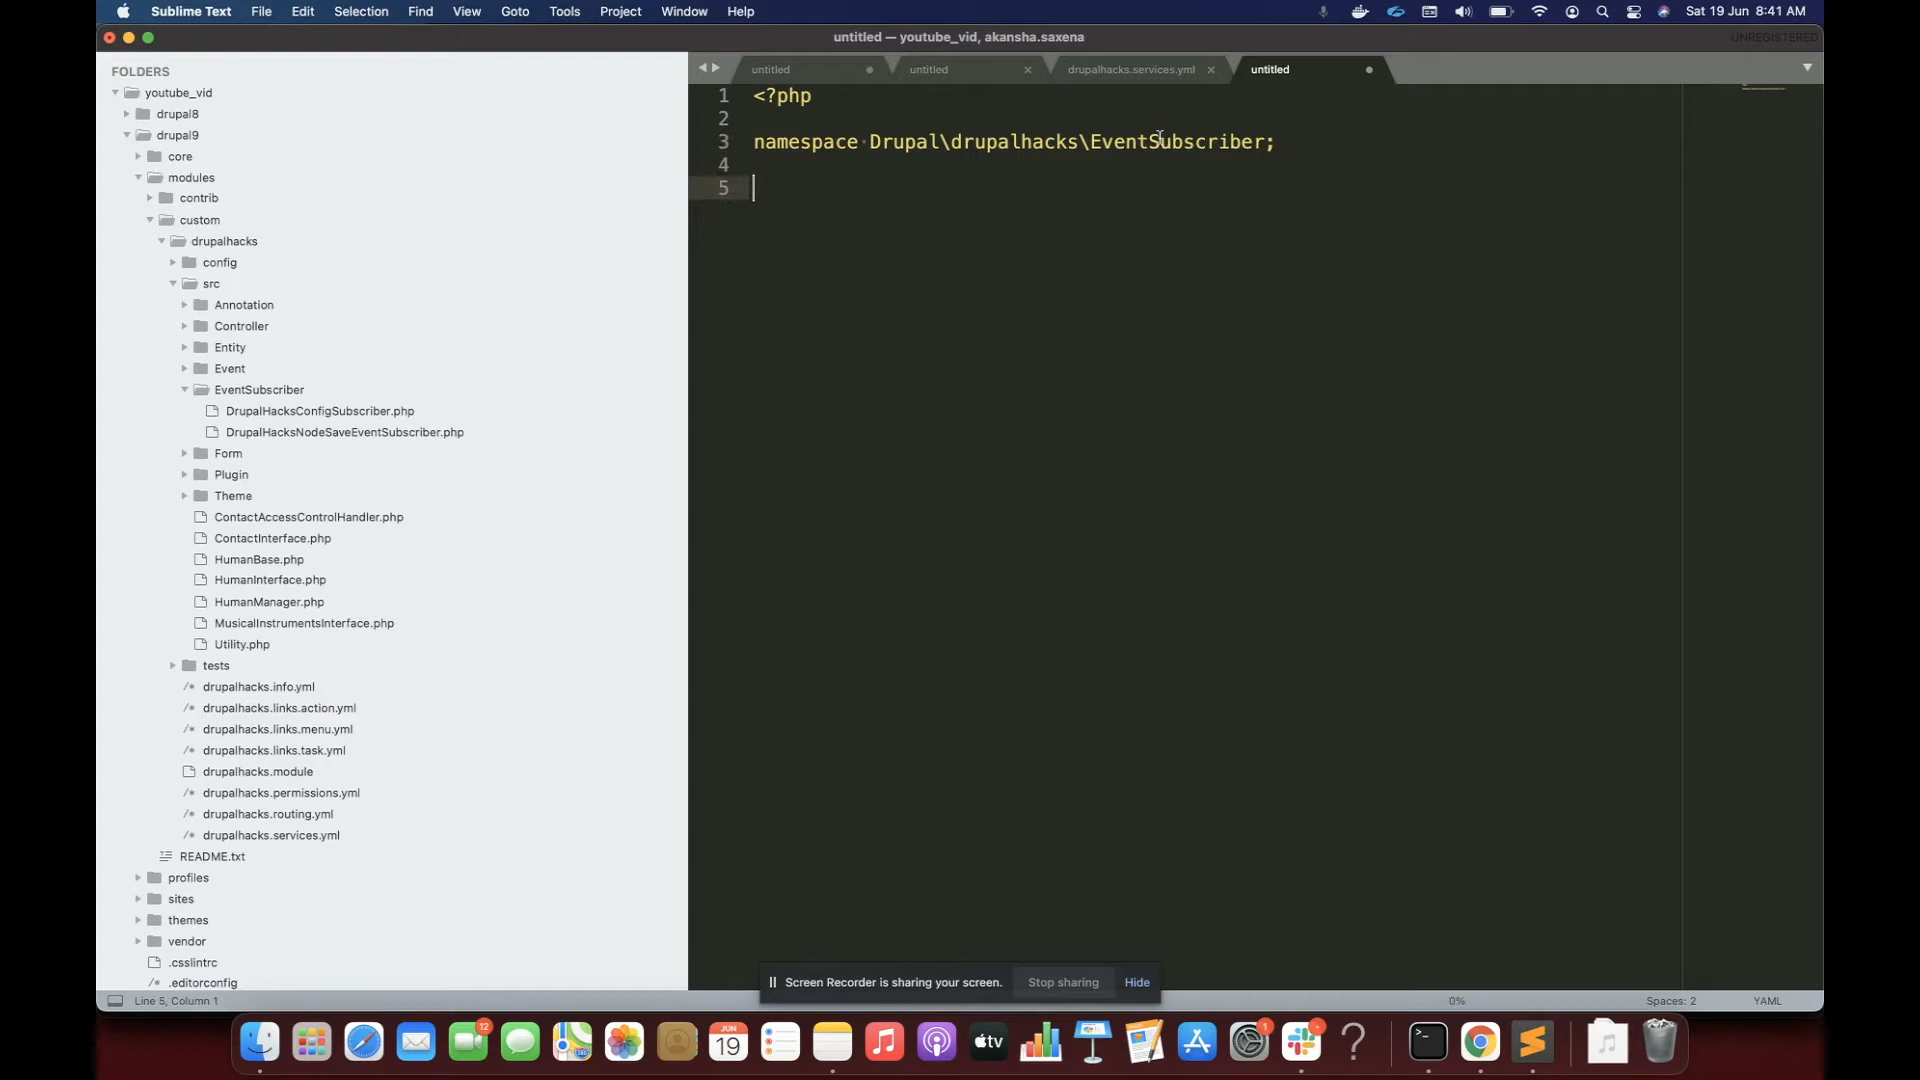 Sublime Text File Edit Selection Find View Goto Tools Project Window Help Sat 19 Jun 8:41 AM
untitled — youtube_vid, akansha.saxena UNREGISTERED
FOLDERS
youtube_vid
drupal8
drupal9
core
modules
contrib
custom
drupalhacks
config
src
Annotation
Controller
Entity
Event
EventSubscriber
DrupalHacksConfigSubscriber.php
DrupalHacksNodeSaveEventSubscriber.php
Form
Plugin
Theme
ContactAccessControlHandler.php
ContactInterface.php
HumanBase.php
HumanInterface.php
HumanManager.php
MusicalInstrumentsInterface.php
Utility.php
tests
/* drupalhacks.info.yml
/* drupalhacks.links.action.yml
/* drupalhacks.links.menu.yml
/* drupalhacks.links.task.yml
drupalhacks.module
/* drupalhacks.permissions.yml
/* drupalhacks.routing.yml
/* drupalhacks.services.yml
README.txt
profiles
sites
themes
vendor
.csslintrc
/* .editorconfig
untitled untitled drupalhacks.services.yml untitled
1 <?php
2
3 namespace Drupal\drupalhacks\EventSubscriber;
4
5
Screen Recorder is sharing your screen. Stop sharing Hide
Line 5, Column 1 0% Spaces: 2 YAML
12
JUN
19
tv
1